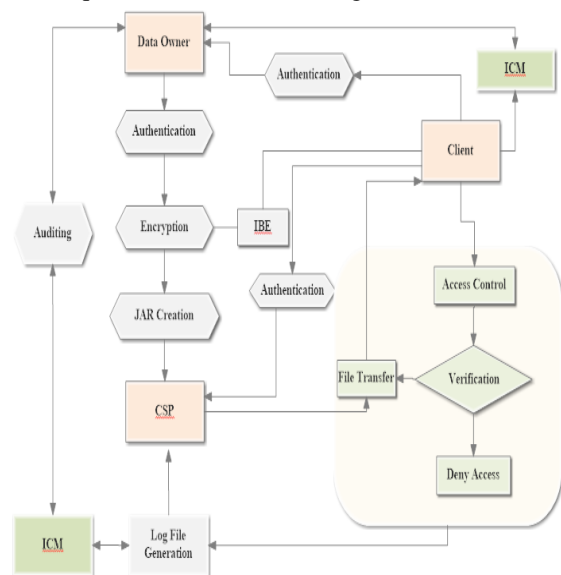 Data Owner
Authentication
ICM
Authentication
Client
Auditing
Encryption
IBE
Access Control
JAR Creation
Authentication
File Transfer
Verification
CSP
Deny Access
ICM
Log File
Generation